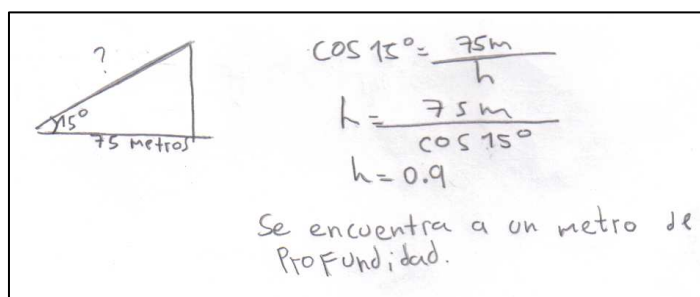 ?
15°
75 metros
cos 15° = 75m / h
h = 75m / cos 15°
h = 0.9
Se encuentra a un metro de
Profundidad.